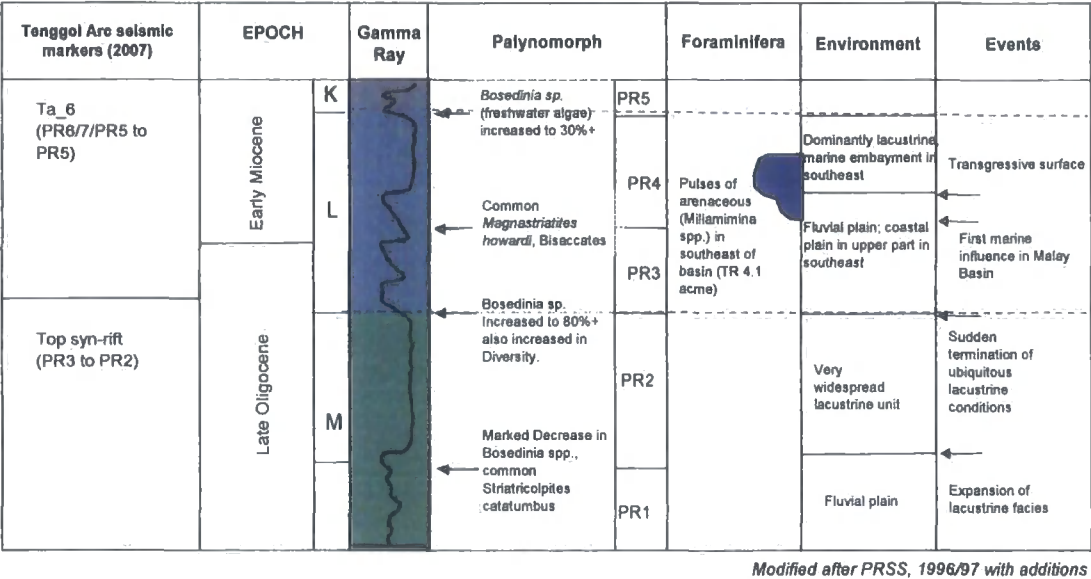 Tenggol Arc seismic
markers (2007)
EPOCH
Gamma
Ray
Palynomorph
Foraminifera
Environment
Events
Ta_6
(PR6/7/PR5 to
PR5)
Top syn-rift
(PR3 to PR2)
Early Miocene
Late Oligocene
K
L
M
Bosedinia sp.
(freshwater algae)
increased to 30%+
Common
Magnastriatites
howardi, Bisaccates
Bosedinia sp.
Increased to 80%+
also increased in
Diversity.
Marked Decrease in
Bosedinia spp.,
common
Striatricolpites
catatumbus
PR5
PR4
PR3
PR2
PR1
Pulses of
arenaceous
(Miliamimina
spp.) in
southeast of
basin (TR 4.1
acme)
Dominantly lacustrine,
marine embayment in
southeast
Fluvial plain; coastal
plain in upper part in
southeast
Very
widespread
lacustrine unit
Fluvial plain
Transgressive surface
First marine
influence in Malay
Basin
Sudden
termination of
ubiquitous
lacustrine
conditions
Expansion of
lacustrine facies
Modified after PRSS, 1996/97 with additions